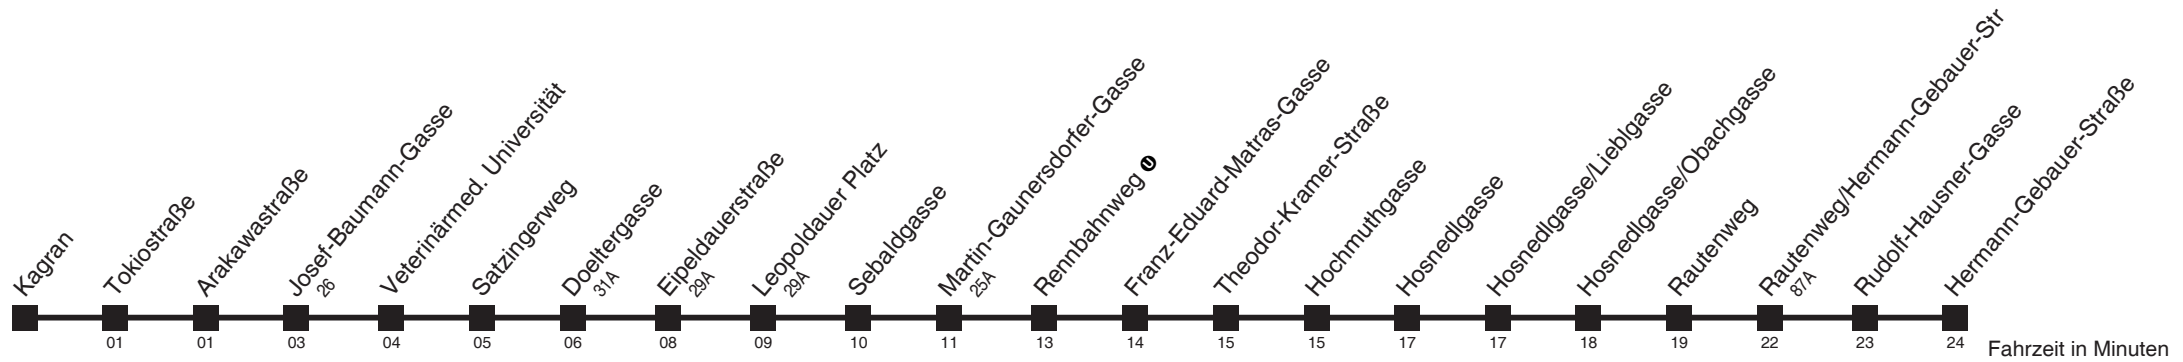 Kagran
Tokiostraße
Arakawastraße
Josef-Baumann-Gasse
26
Veterinärmed. Universität
Satzingerweg
Doeltergasse
31A
Eipeldauerstraße
29A
Leopoldauer Platz
29A
Sebaldgasse
Martin-Gaunersdorfer-Gasse
25A
Rennbahnweg U
Franz-Eduard-Matras-Gasse
Theodor-Kramer-Straße
Hochmuthgasse
Hosnedlgasse
Hosnedlgasse/Lieblgasse
Hosnedlgasse/Obachgasse
Rautenweg
Rautenweg/Hermann-Gebauer-Str
87A
Rudolf-Hausner-Gasse
Hermann-Gebauer-Straße
01 01 03 04 05 06 08 09 10 11 13 14 15 15 17 17 18 19 22 23 24 Fahrzeit in Minuten